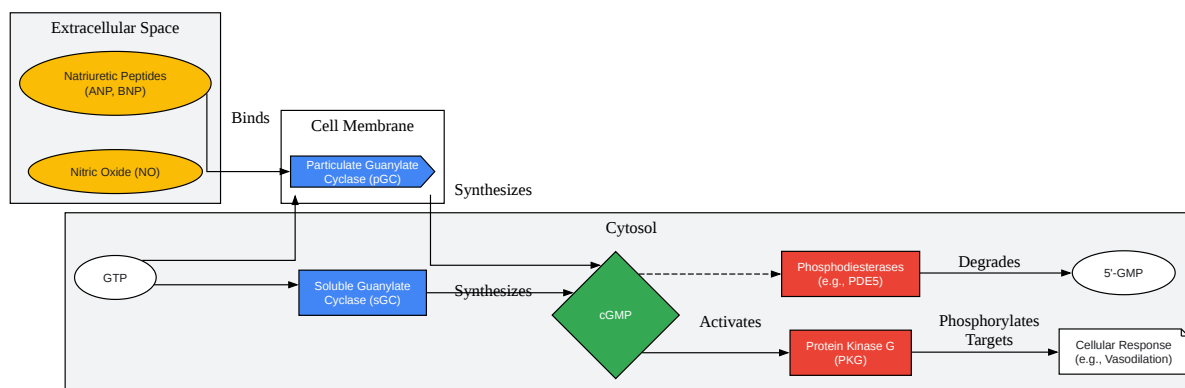 Extracellular Space
Natriuretic Peptides
(ANP, BNP)
Binds
Cell Membrane
Nitric Oxide (NO)
Particulate Guanylate
Cyclase (pGC)
Synthesizes
Cytosol
GTP
Soluble Guanylate
Cyclase (sGC)
Synthesizes
cGMP
Phosphodiesterases
(e.g., PDE5)
Degrades
5'-GMP
Activates
Protein Kinase G
(PKG)
Phosphorylates
Targets
Cellular Response
(e.g., Vasodilation)